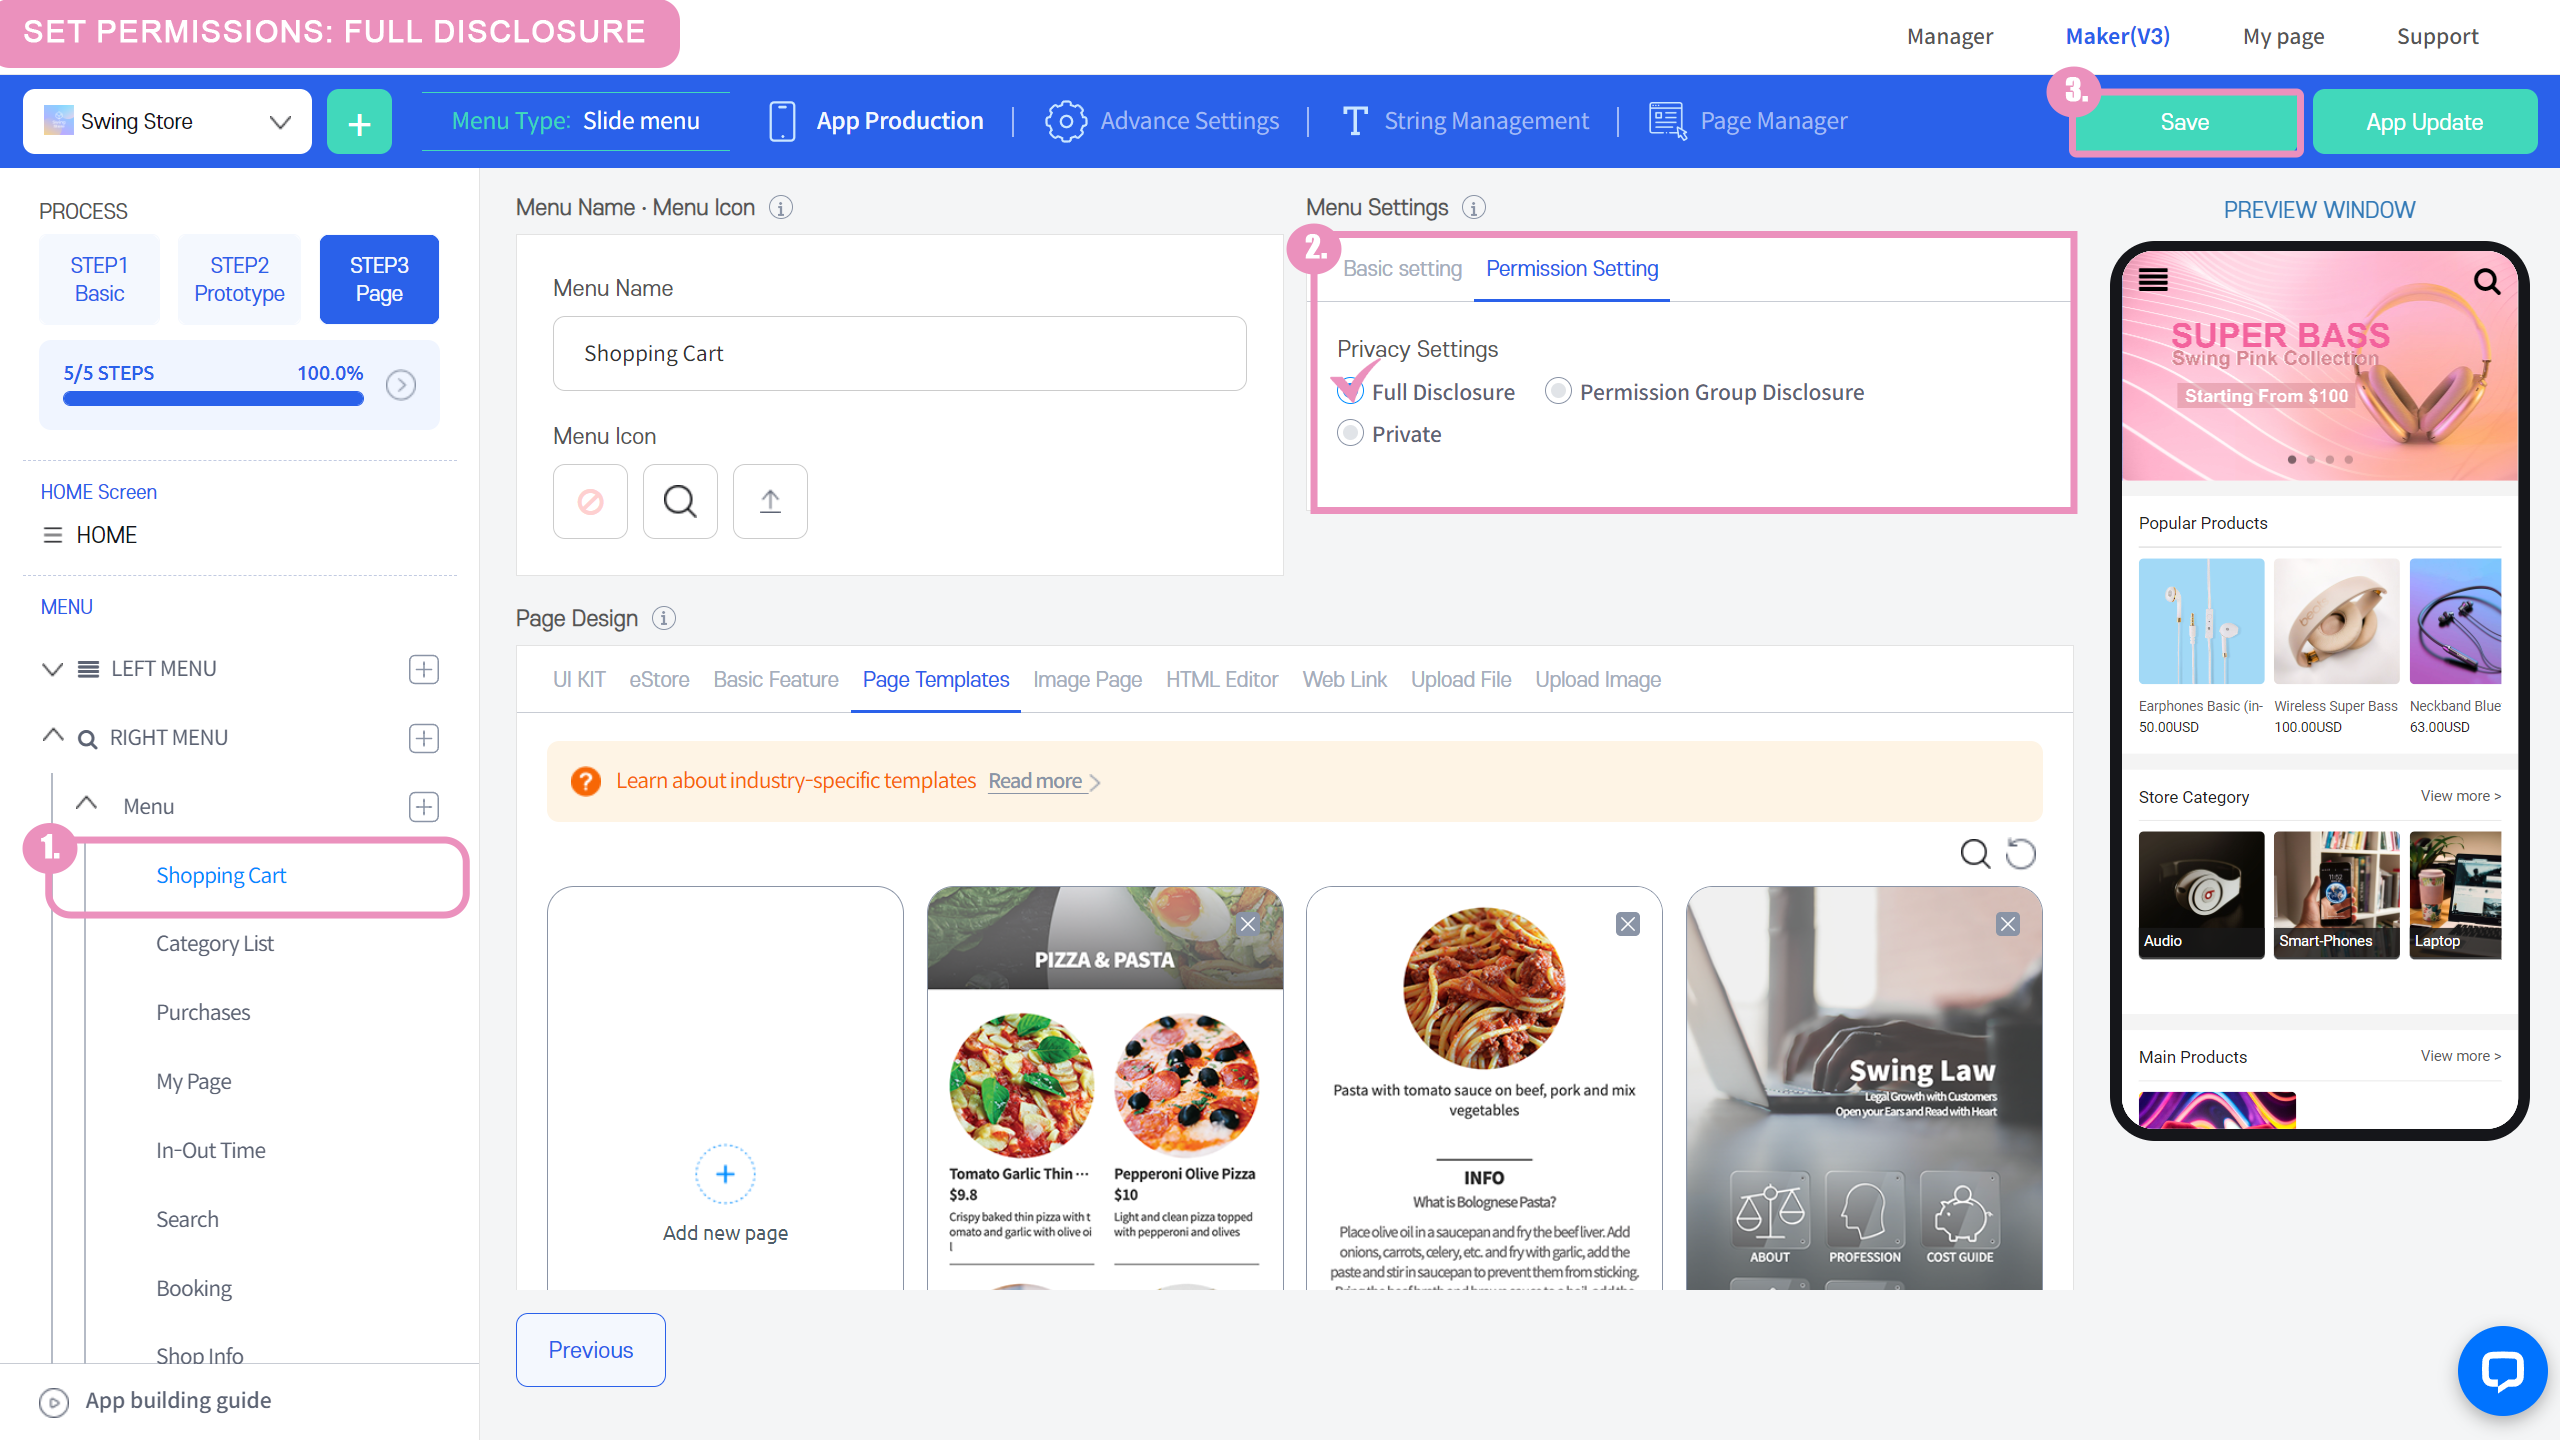 SET PERMISSIONS: FULL DISCLOSURE
Manager
Maker(V3)
My page
Support
Swing Store
+
Menu Type: Slide menu
App Production
Advance Settings
String Management
Page Manager
3.
Save
App Update
PROCESS
STEP1
Basic
STEP2
Prototype
STEP3
Page
5/5 STEPS
100.0%
HOME Screen
HOME
MENU
LEFT MENU
RIGHT MENU
Menu
1.
Shopping Cart
Category List
Purchases
My Page
In-Out Time
Search
Booking
Shop Info
App building guide
Menu Name · Menu Icon
Menu Name
Shopping Cart
Menu Icon
Menu Settings
2.
Basic setting
Permission Setting
Privacy Settings
Full Disclosure
Permission Group Disclosure
Private
Page Design
UI KIT
eStore
Basic Feature
Page Templates
Image Page
HTML Editor
Web Link
Upload File
Upload Image
Learn about industry-specific templates Read more >
Add new page
PIZZA & PASTA
Tomato Garlic Thin ···
$9.8
Crispy baked thin pizza with t
omato and garlic with olive oi
l
Pepperoni Olive Pizza
$10
Light and clean pizza topped
with pepperoni and olives
Pasta with tomato sauce on beef, pork and mix
vegetables
INFO
What is Bolognese Pasta?
Place olive oil in a saucepan and fry the beef liver. Add
onions, carrots, celery, etc. and fry with garlic, add the
paste and stir in saucepan to prevent them from sticking.
Swing Law
Legal Growth with Customers
Open your Ears and Read with Heart
ABOUT
PROFESSION
COST GUIDE
Previous
PREVIEW WINDOW
SUPER BASS
Swing Pink Collection
Starting From $100
Popular Products
Earphones Basic (in-
50.00USD
Wireless Super Bass
100.00USD
Neckband Blue
63.00USD
Store Category
View more >
Audio
Smart-Phones
Laptop
Main Products
View more >